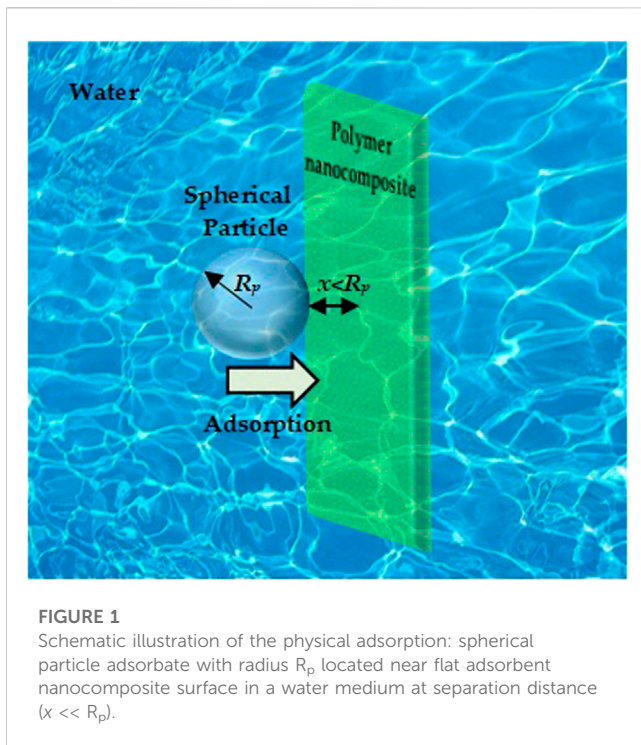 Water
Polymer
nanocomposite
Spherical
Particle
Rₚ
x<Rₚ
Adsorption
FIGURE 1
Schematic illustration of the physical adsorption: spherical
particle adsorbate with radius Rₚ located near flat adsorbent
nanocomposite surface in a water medium at separation distance
(x << Rₚ).